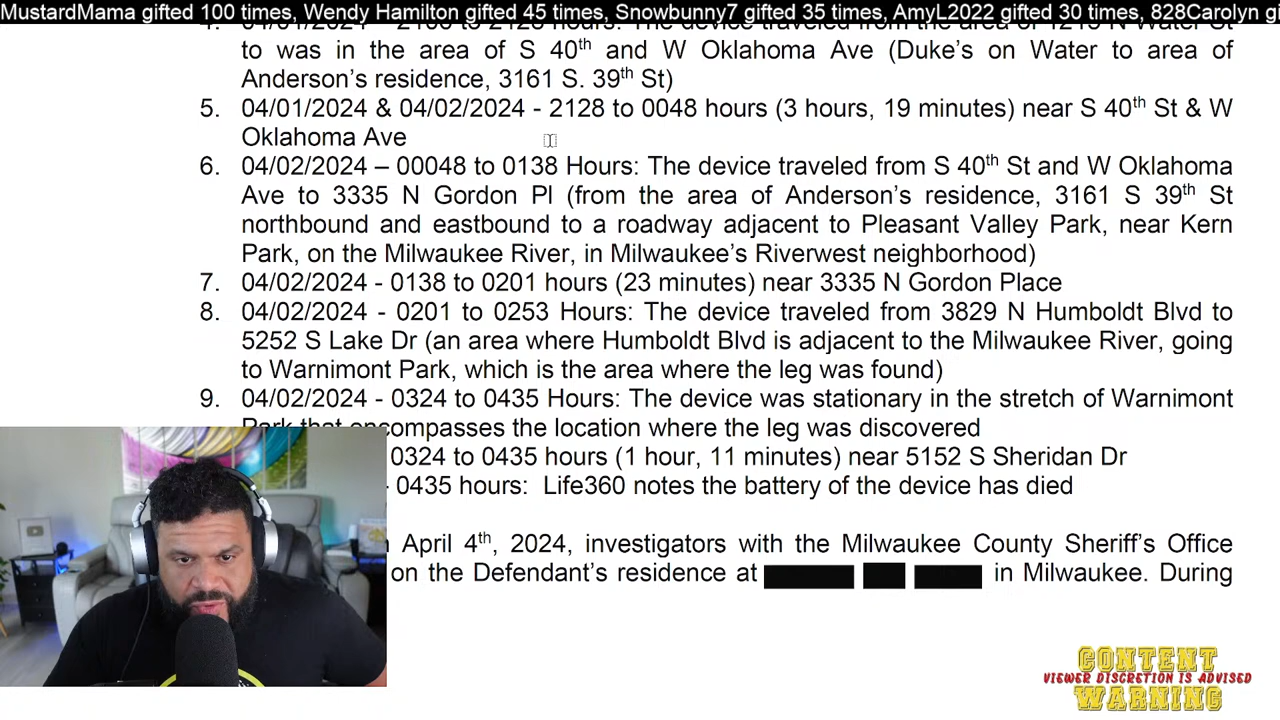 MustardMama gifted 100 times, Wendy Hamilton gifted 45 times, Snowbunny7 gifted 35 times, AmyL2022 gifted 30 times, 828Carolyn gi
to was in the area of S 40th and W Oklahoma Ave (Duke's on Water to area of
Anderson's residence, 3161 S. 39th St)
5. 04/01/2024 & 04/02/2024 - 2128 to 0048 hours (3 hours, 19 minutes) near S 40th St & W
Oklahoma Ave
6. 04/02/2024 – 00048 to 0138 Hours: The device traveled from S 40th St and W Oklahoma
Ave to 3335 N Gordon Pl (from the area of Anderson's residence, 3161 S 39th St
northbound and eastbound to a roadway adjacent to Pleasant Valley Park, near Kern
Park, on the Milwaukee River, in Milwaukee's Riverwest neighborhood)
7. 04/02/2024 - 0138 to 0201 hours (23 minutes) near 3335 N Gordon Place
8. 04/02/2024 - 0201 to 0253 Hours: The device traveled from 3829 N Humboldt Blvd to
5252 S Lake Dr (an area where Humboldt Blvd is adjacent to the Milwaukee River, going
to Warnimont Park, which is the area where the leg was found)
9. 04/02/2024 - 0324 to 0435 Hours: The device was stationary in the stretch of Warnimont
Park that encompasses the location where the leg was discovered
0324 to 0435 hours (1 hour, 11 minutes) near 5152 S Sheridan Dr
- 0435 hours: Life360 notes the battery of the device has died
April 4th, 2024, investigators with the Milwaukee County Sheriff's Office
on the Defendant's residence at in Milwaukee. During
CONTENT
VIEWER DISCRETION IS ADVISED
WARNING